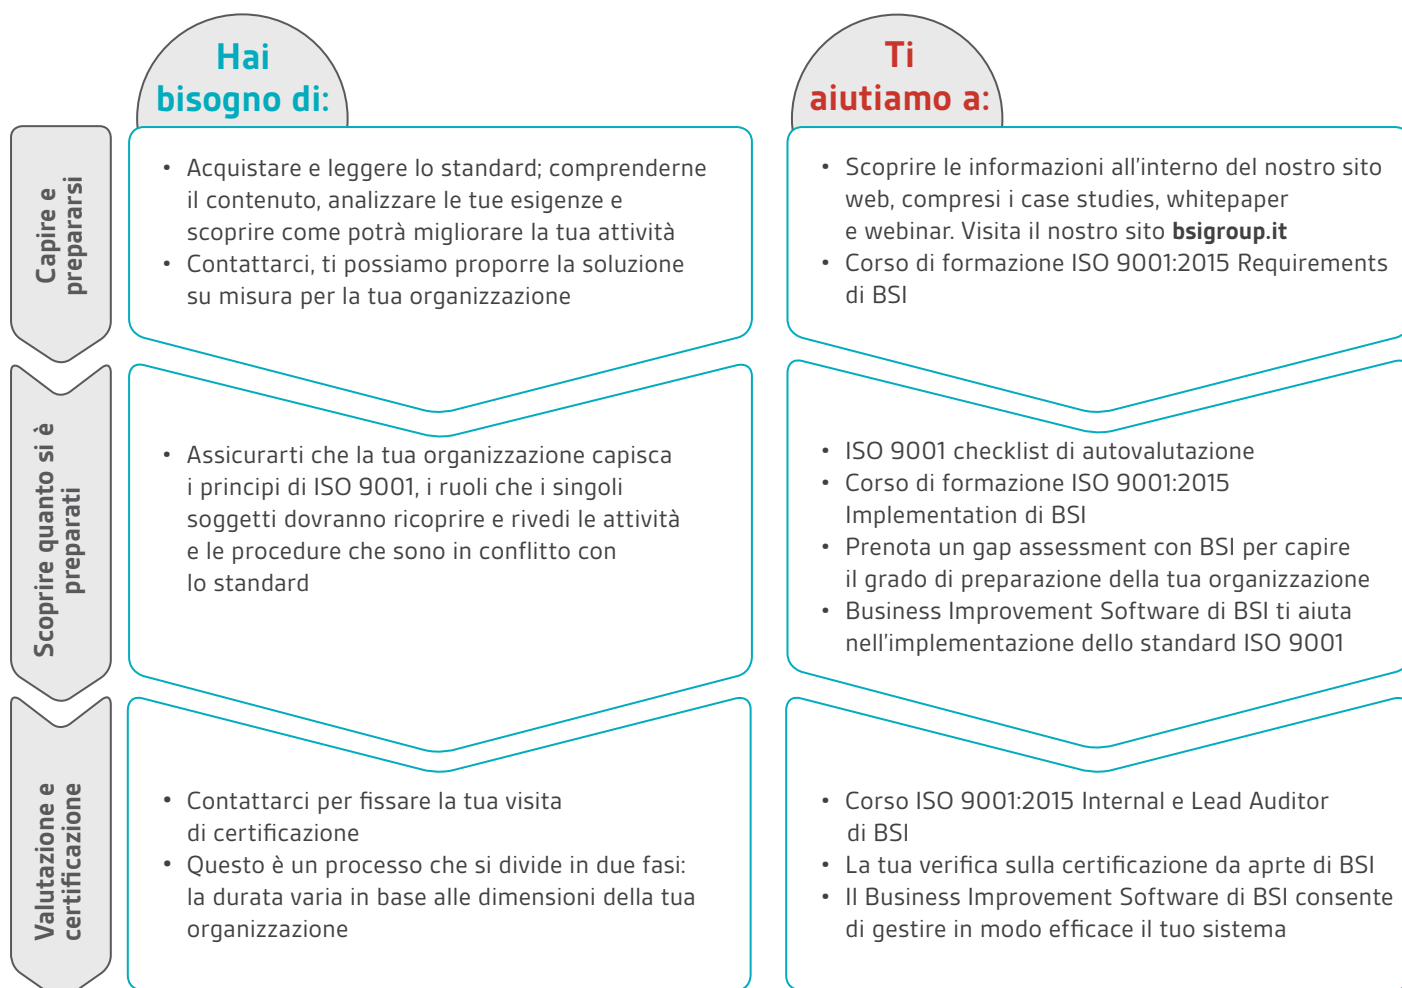 Hai
bisogno di:
Ti
aiutiamo a:
Capire e
prepararsi
• Acquistare e leggere lo standard; comprenderne
il contenuto, analizzare le tue esigenze e
scoprire come potrà migliorare la tua attività
• Contattarci, ti possiamo proporre la soluzione
su misura per la tua organizzazione
• Scoprire le informazioni all'interno del nostro sito
web, compresi i case studies, whitepaper
e webinar. Visita il nostro sito bsigroup.it
• Corso di formazione ISO 9001:2015 Requirements
di BSI
Scoprire quanto si è
preparati
• Assicurarti che la tua organizzazione capisca
i principi di ISO 9001, i ruoli che i singoli
soggetti dovranno ricoprire e rivedi le attività
e le procedure che sono in conflitto con
lo standard
• ISO 9001 checklist di autovalutazione
• Corso di formazione ISO 9001:2015
Implementation di BSI
• Prenota un gap assessment con BSI per capire
il grado di preparazione della tua organizzazione
• Business Improvement Software di BSI ti aiuta
nell'implementazione dello standard ISO 9001
Valutazione e
certificazione
• Contattarci per fissare la tua visita
di certificazione
• Questo è un processo che si divide in due fasi:
la durata varia in base alle dimensioni della tua
organizzazione
• Corso ISO 9001:2015 Internal e Lead Auditor
di BSI
• La tua verifica sulla certificazione da aprte di BSI
• Il Business Improvement Software di BSI consente
di gestire in modo efficace il tuo sistema